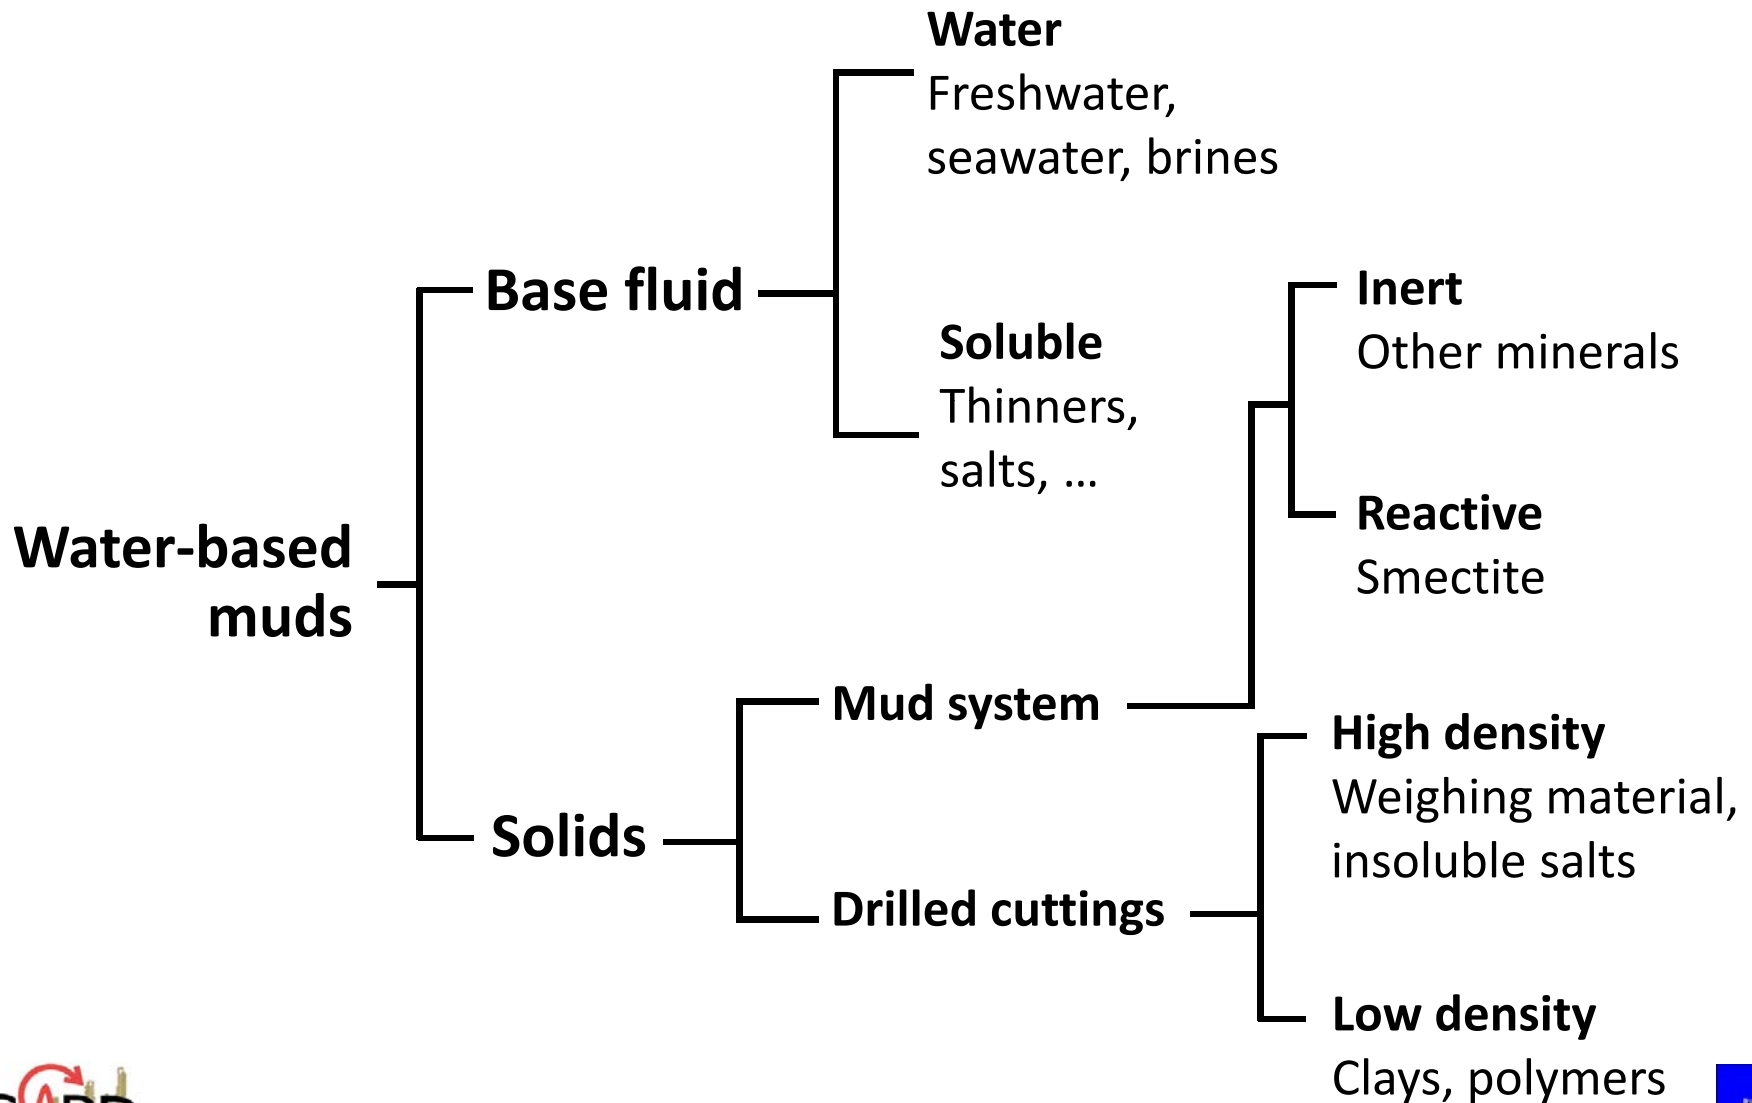 Water
Freshwater,
seawater, brines
Base fluid
Soluble
Thinners,
salts, ...
Inert
Other minerals
Reactive
Smectite
Water-based
muds
Mud system
High density
Weighing material,
insoluble salts
Solids
Drilled cuttings
Low density
Clays, polymers